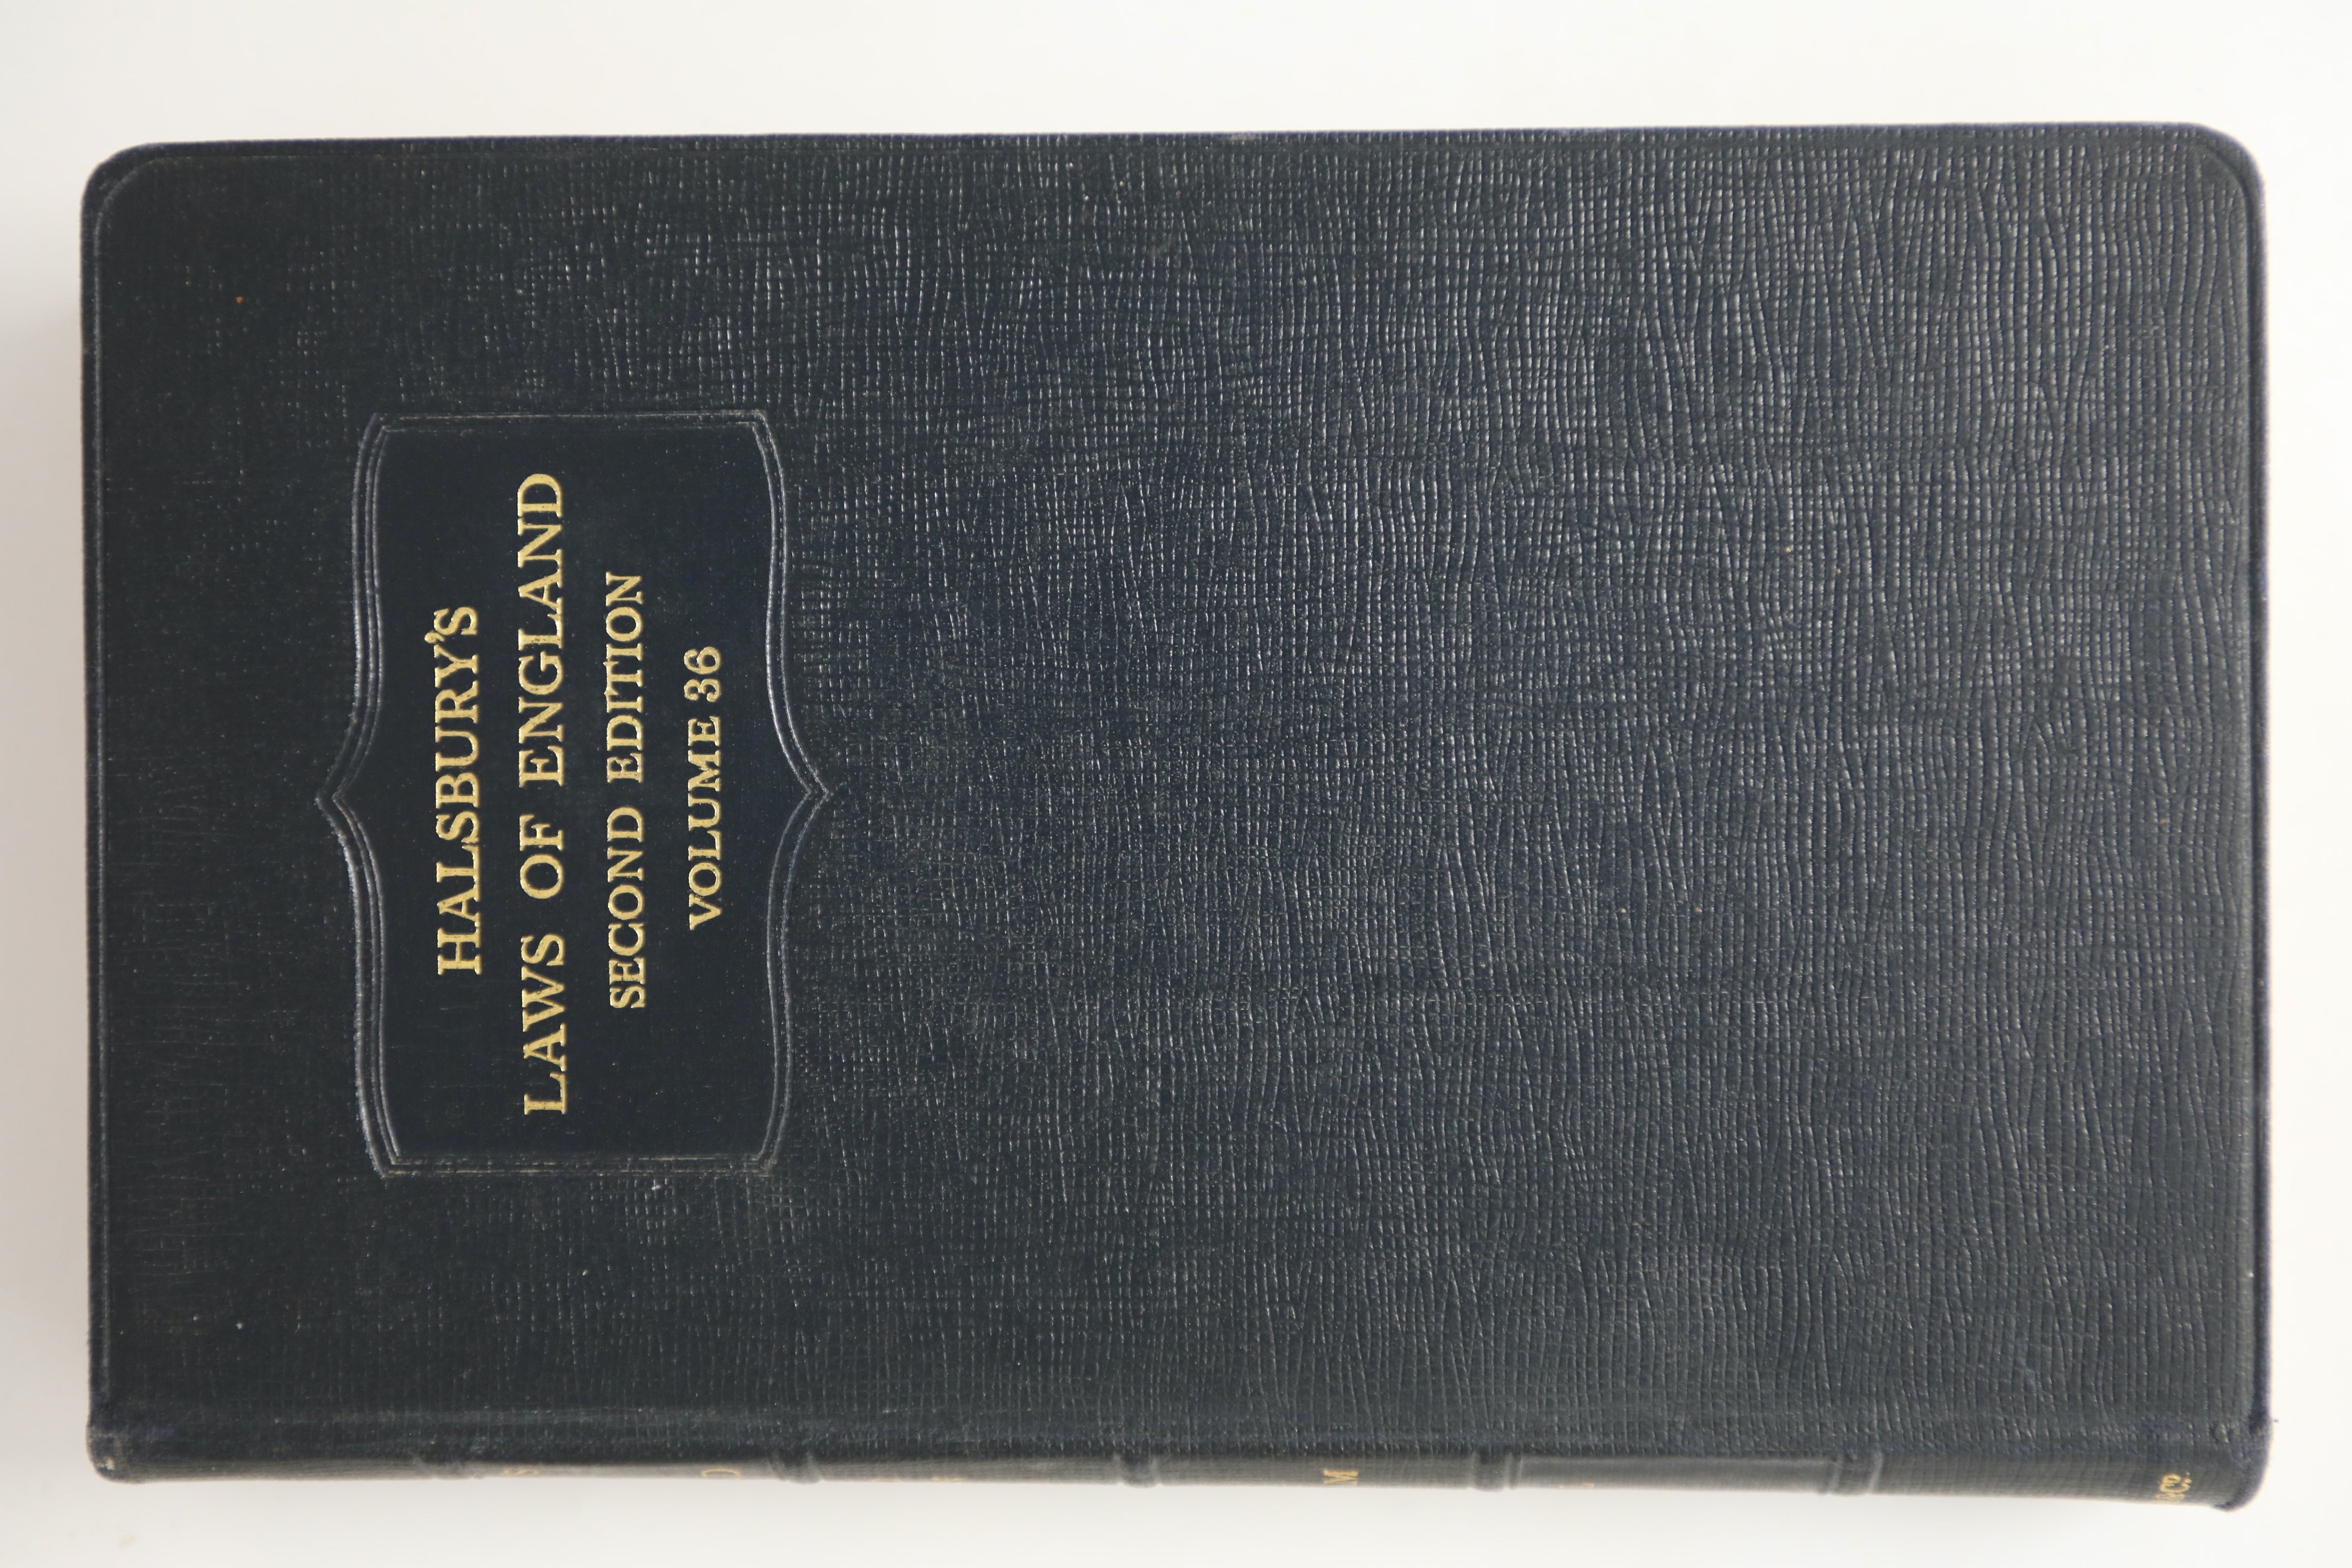 HALSBURY'S
LAWS OF ENGLAND
SECOND EDITION
VOLUME 36